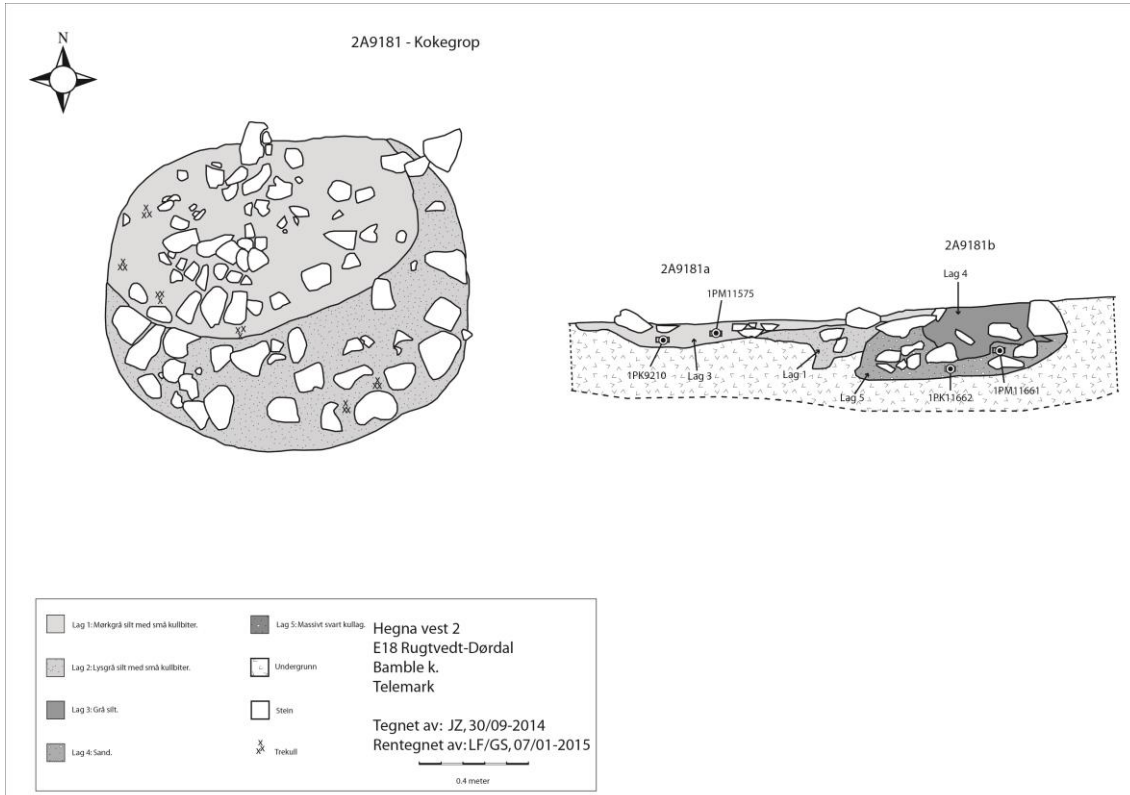 N
2A9181 - Kokegrop
2A9181a
2A9181b
1PM11575
Lag 4
1PK9210
Lag 3
Lag 1
Lag 5
1PK11662
1PM11661
Lag 1: Mørkgrå silt med små kullbiter.
Lag 2: Lysgrå silt med små kullbiter.
Lag 3: Grå silt.
Lag 4: Sand.
Lag 5: Massivt svart kullag.
Undergrunn
Stein
Trekull
Hegna vest 2
E18 Rugtvedt-Dørdal
Bamble k.
Telemark
Tegnet av: JZ, 30/09-2014
Rentegnet av: LF/GS, 07/01-2015
0.4 meter